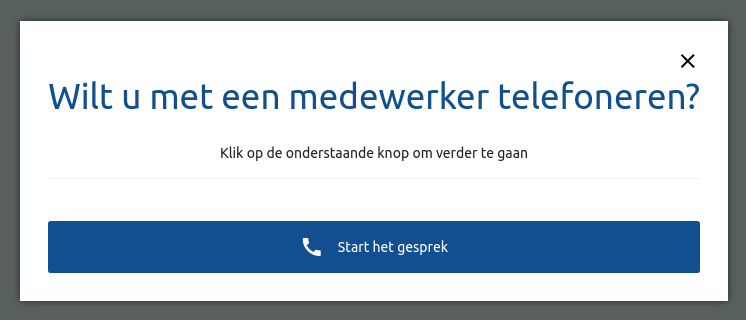 Wilt u met een medewerker telefoneren?
Klik op de onderstaande knop om verder te gaan
Start het gesprek